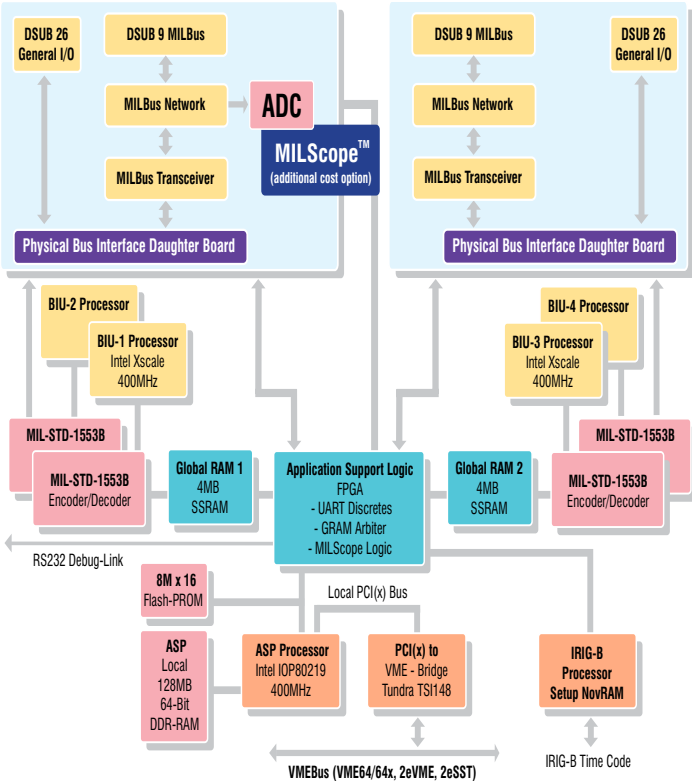 DSUB 26
General I/O
DSUB 9 MILBus
MILBus Network
ADC
MILScope™
(additional cost option)
MILBus Transceiver
Physical Bus Interface Daughter Board
DSUB 9 MILBus
DSUB 26
General I/O
MILBus Network
MILBus Transceiver
Physical Bus Interface Daughter Board
BIU-2 Processor
BIU-1 Processor
Intel Xscale
400MHz
BIU-4 Processor
BIU-3 Processor
Intel Xscale
400MHz
MIL-STD-1553B
MIL-STD-1553B
Encoder/Decoder
Global RAM 1
4MB
SSRAM
Application Support Logic
FPGA
- UART Discretes
- GRAM Arbiter
- MILScope Logic
Global RAM 2
4MB
SSRAM
MIL-STD-1553B
MIL-STD-1553B
Encoder/Decoder
RS232 Debug-Link
8M x 16
Flash-PROM
Local PCI(x) Bus
ASP
Local
128MB
64-Bit
DDR-RAM
ASP Processor
Intel IOP80219
400MHz
PCI(x) to
VME - Bridge
Tundra TSI148
IRIG-B
Processor
Setup NovRAM
VMEBus (VME64/64x, 2eVME, 2eSST)
IRIG-B Time Code